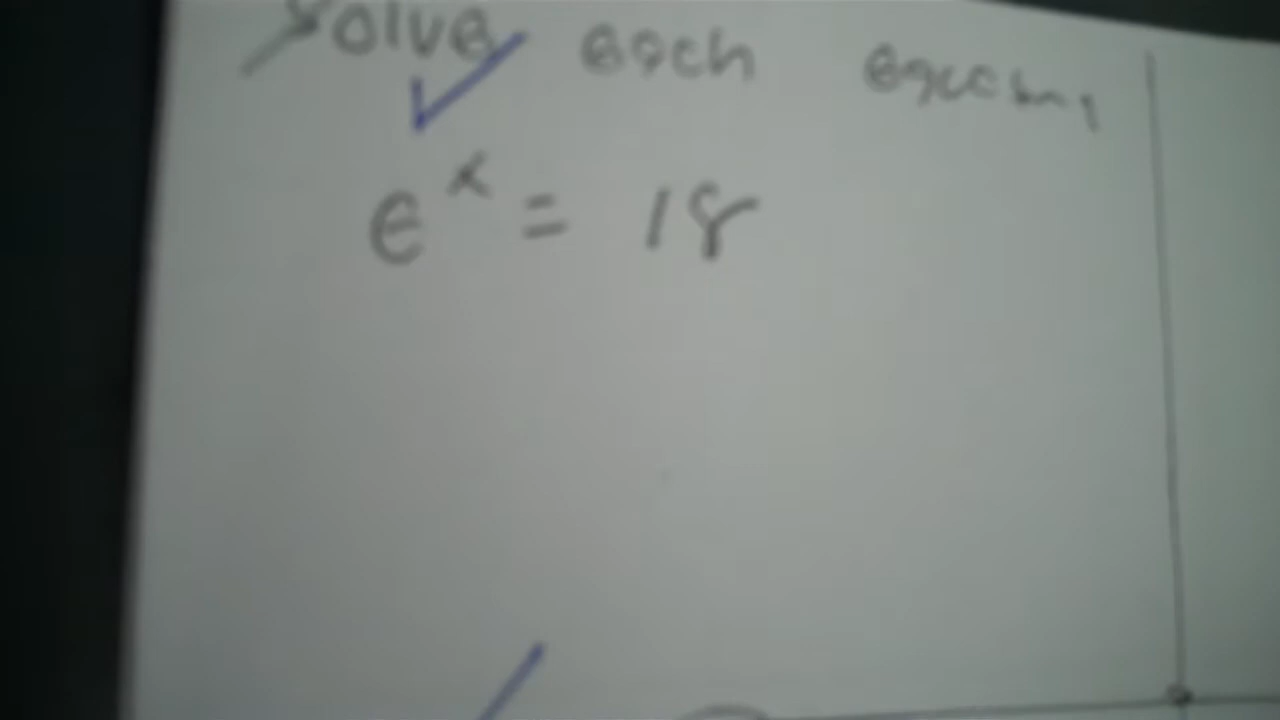 Solve each
e^x = 18